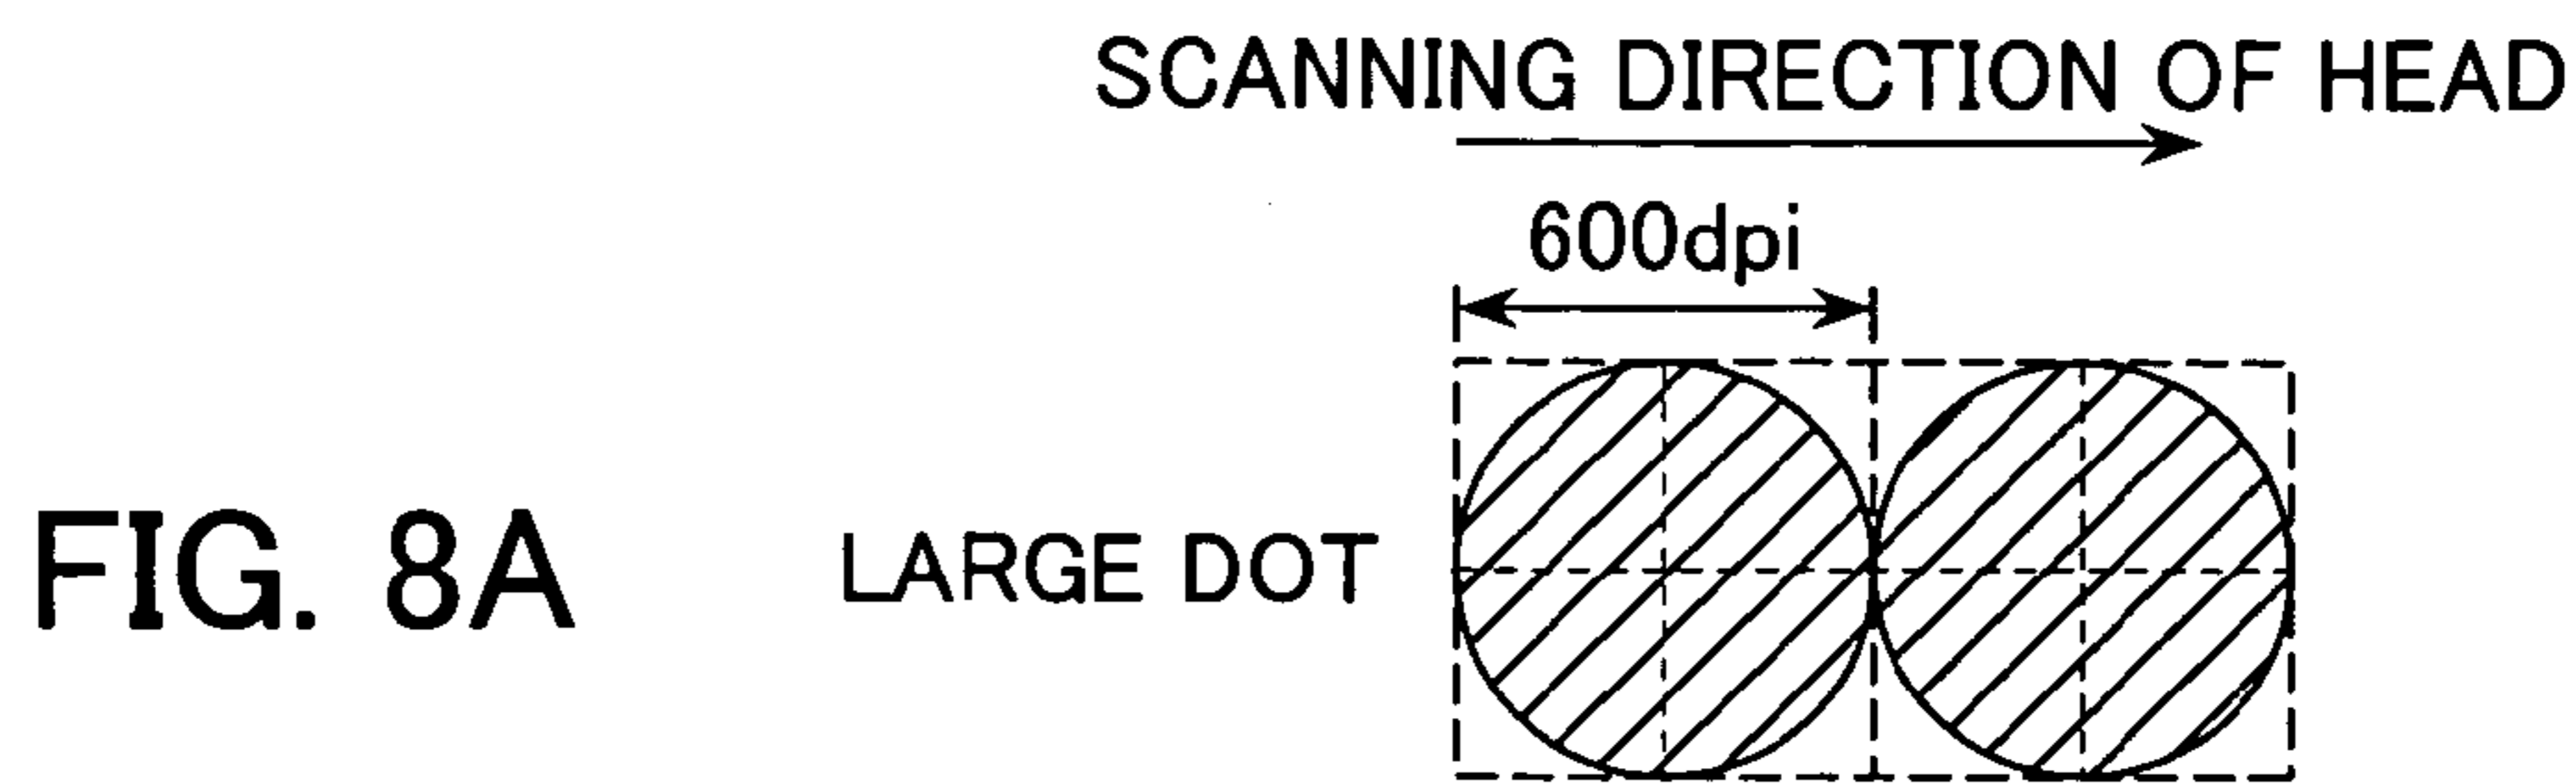 SCANNING DIRECTION OF HEAD
600dpi
FIG. 8A
LARGE DOT